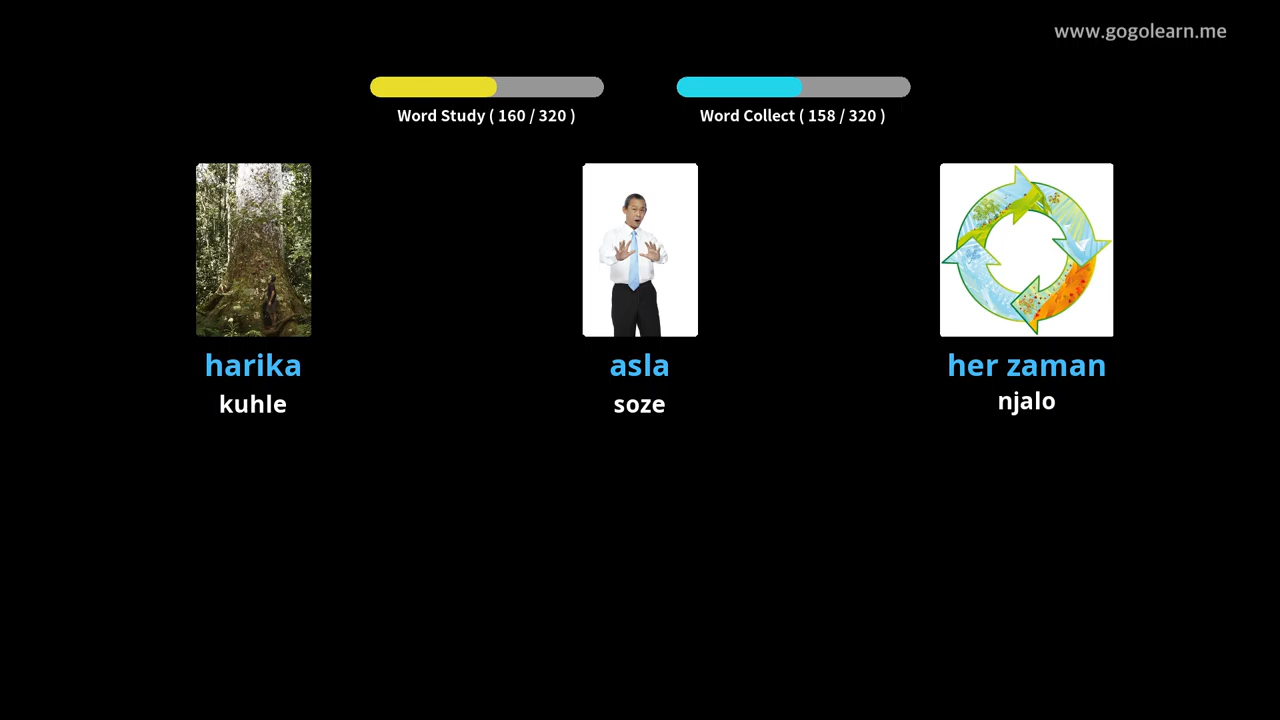 www.gogolearn.me
Word Study ( 160 / 320 )
Word Collect ( 158 / 320 )
harika
kuhle
asla
soze
her zaman
njalo